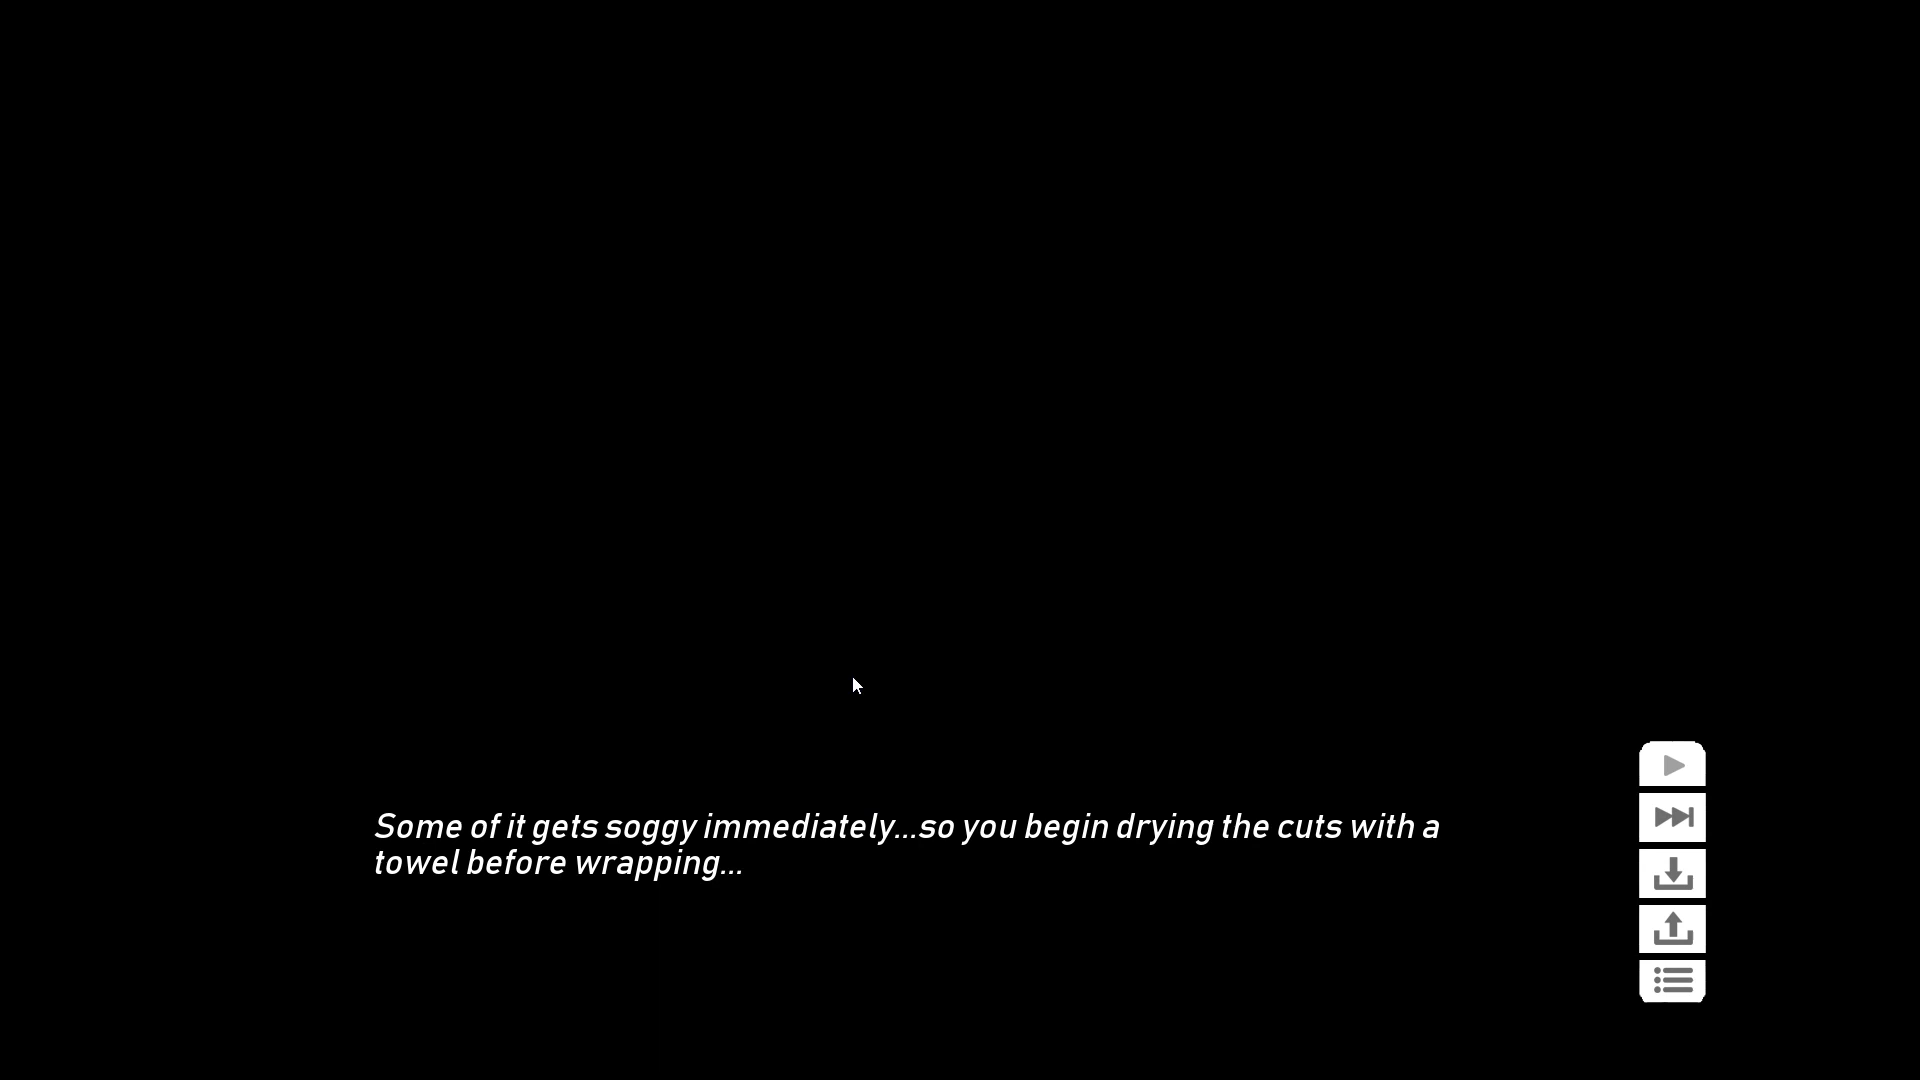 Some of it gets soggy immediately...so you begin drying the cuts with a
towel before wrapping...